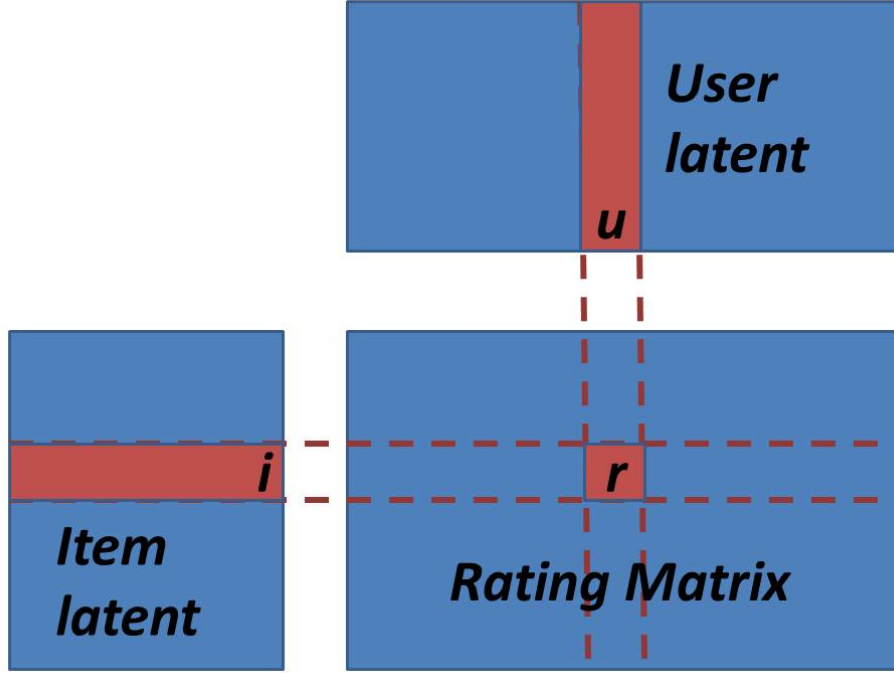 User
latent
u
i
r
Item
latent
Rating Matrix